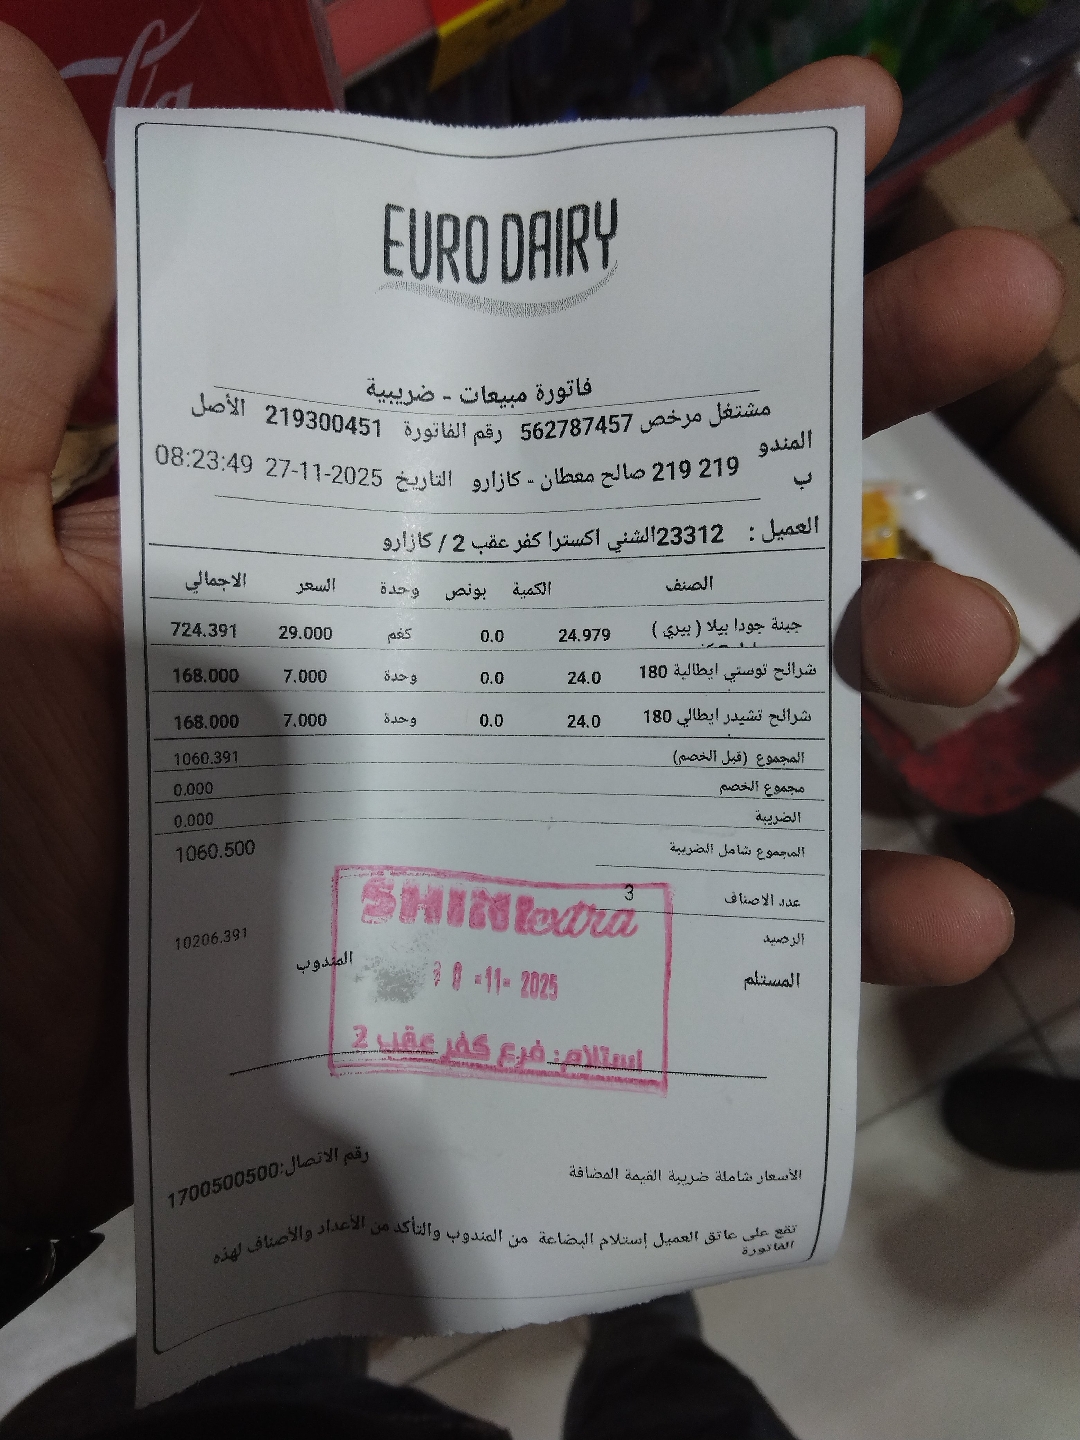 EURO DAIRY
فاتورة مبيعات - ضريبية
مشتغل مرخص 562787457 رقم الفاتورة 219300451 الأصل
المندوب 219 219 صالح معطان - كازارو التاريخ 27-11-2025 08:23:49
العميل : 23312الشني اكسترا كفر عقب 2 / كازارو
الصنف الكمية بونص وحدة السعر الاجمالي
جبنة جودا بيلا ( بيري ) 24.979 0.0 كغم 29.000 724.391
شرائح توستي ايطالية 180 24.0 0.0 وحدة 7.000 168.000
شرائح تشيدر ايطالي 180 24.0 0.0 وحدة 7.000 168.000
المجموع (قبل الخصم) 1060.391
مجموع الخصم 0.000
الضريبة 0.000
المجموع شامل الضريبة 1060.500
عدد الاصناف 3
الرصيد 10206.391
المستلم المندوب
SHINI extra
-11- 2025
إستلام: فرع كفر عقب 2
رقم الاتصال:1700500500
الأسعار شاملة ضريبة القيمة المضافة
تقع على عاتق العميل إستلام البضاعة من المندوب والتأكد من الأعداد والأصناف لهذه
الفاتورة